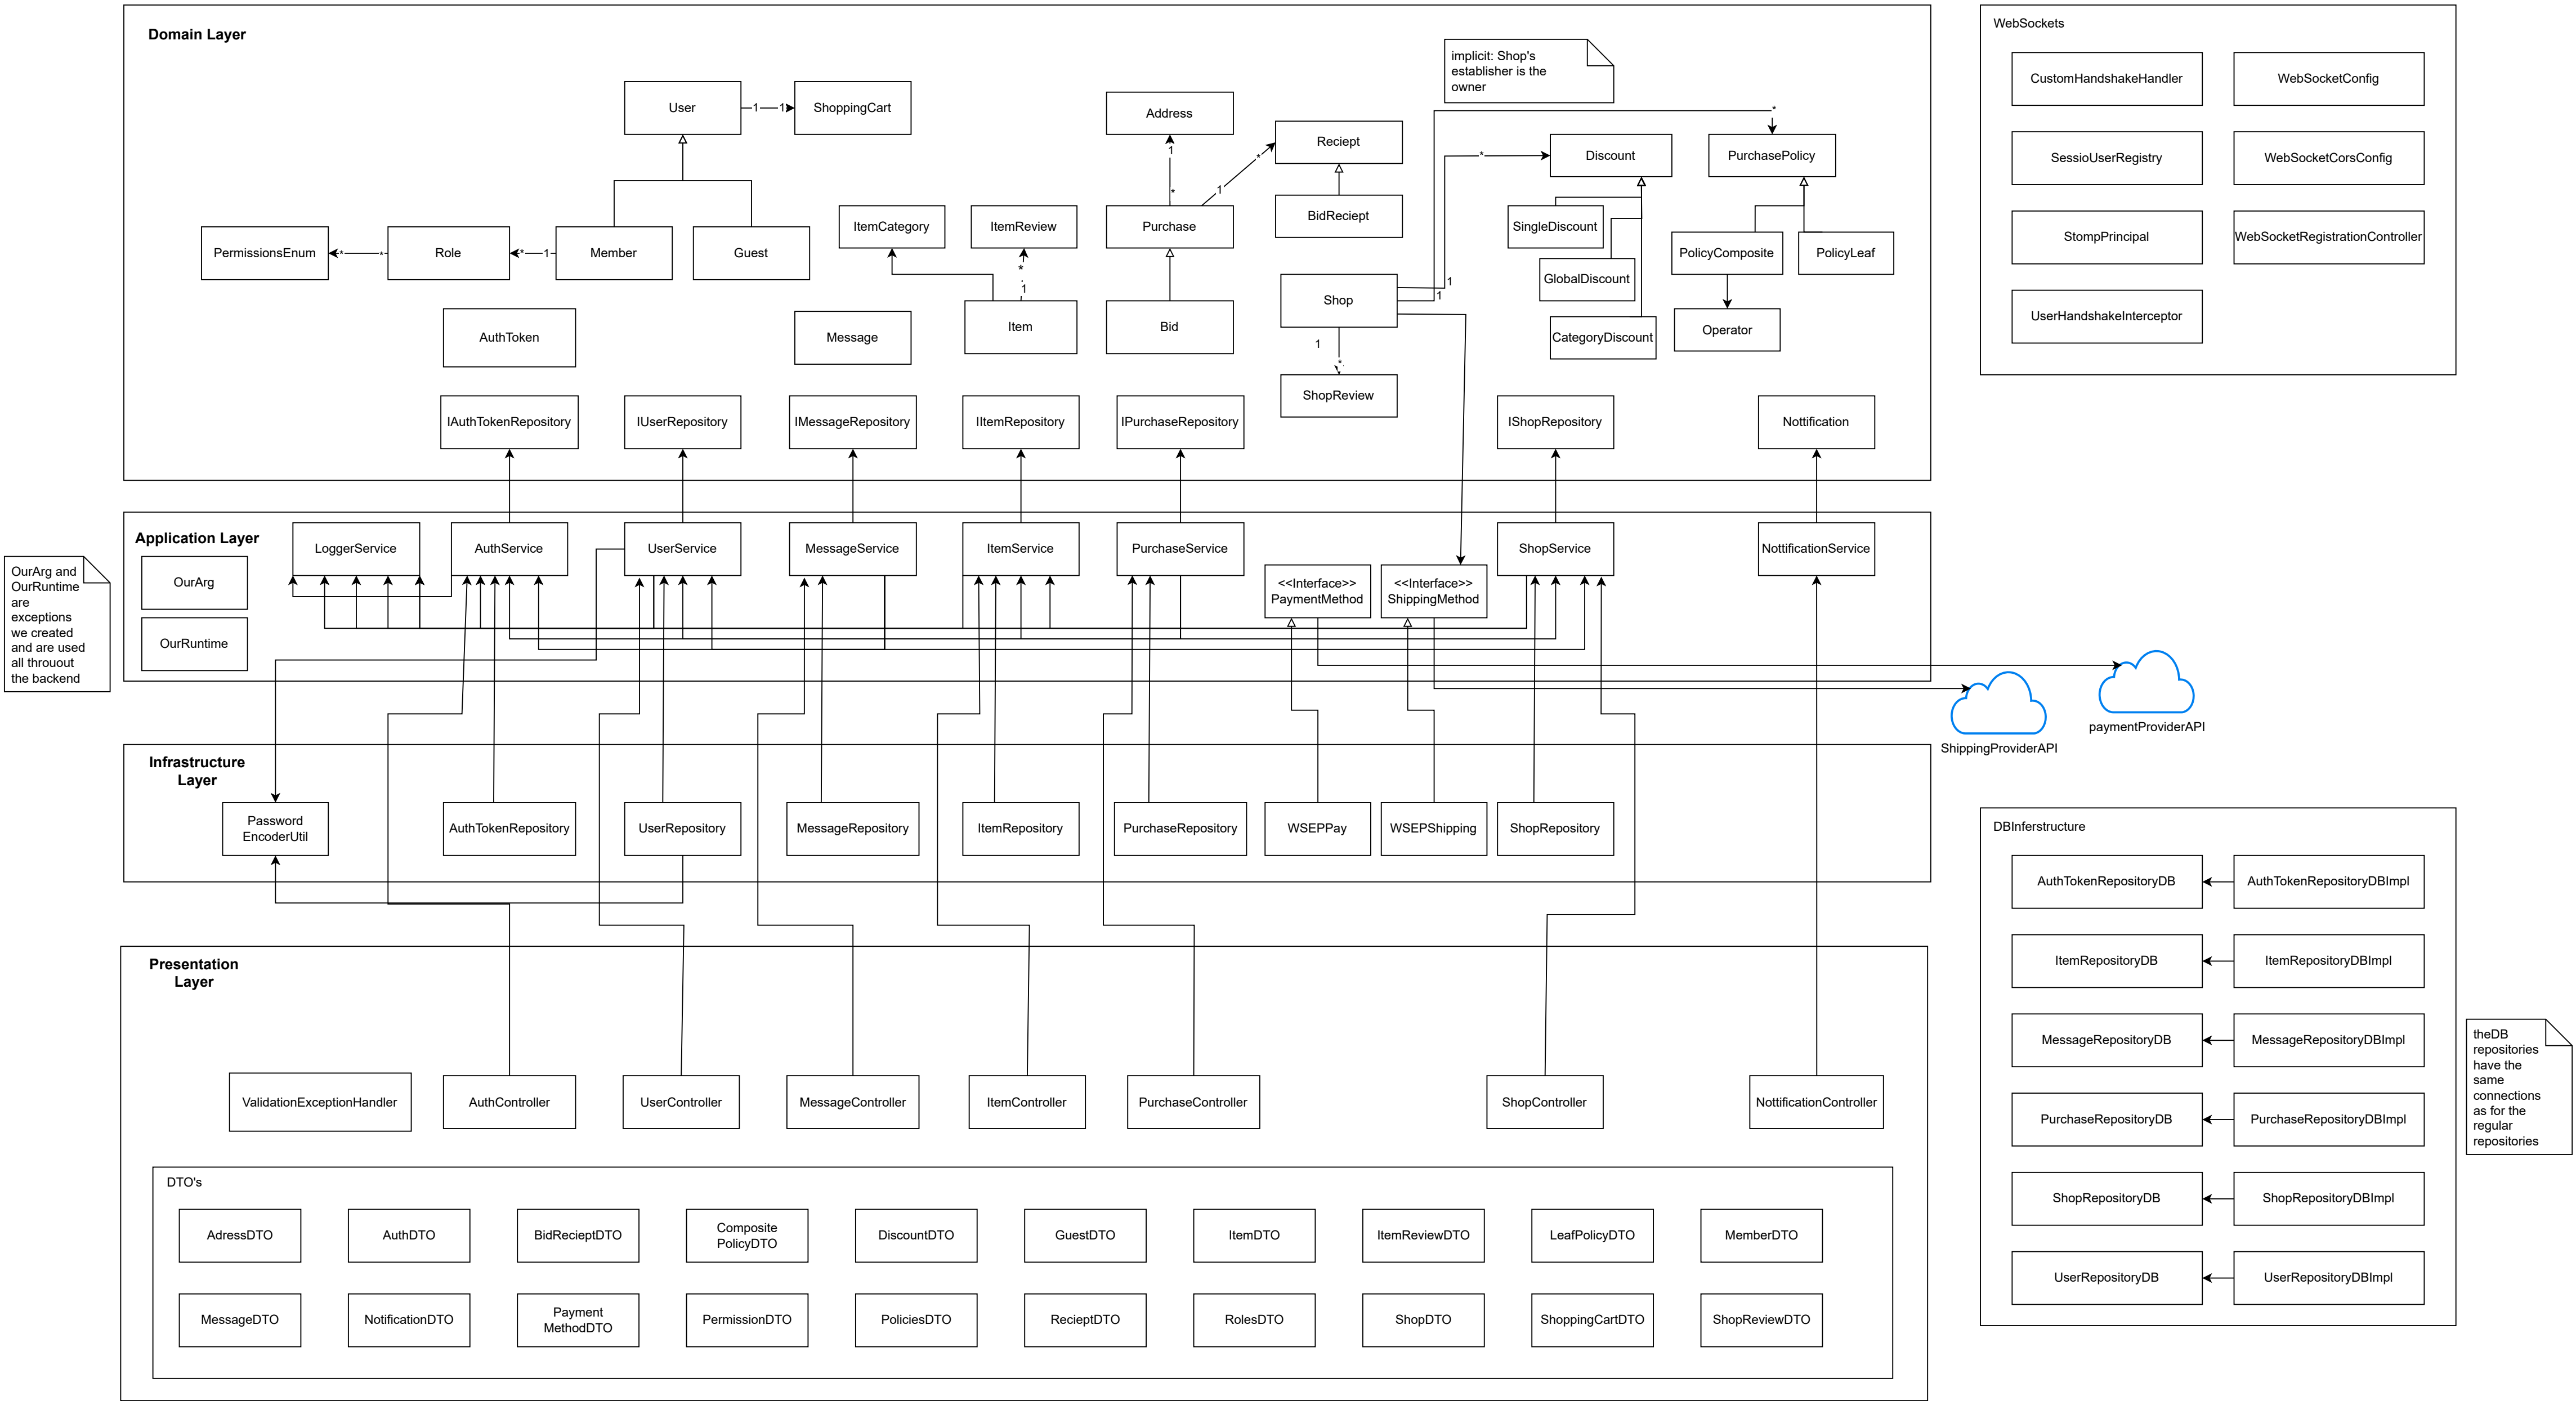 Domain Layer
implicit: Shop's
establisher is the
owner
User
1
1
ShoppingCart
Address
1
*
Reciept
*
1
BidReciept
*
Discount
*
PurchasePolicy
PermissionsEnum
*
*
Role
*
1
Member
Guest
ItemCategory
ItemReview
*
1
Purchase
SingleDiscount
GlobalDiscount
CategoryDiscount
PolicyComposite
PolicyLeaf
Operator
AuthToken
Message
Item
Bid
Shop
1
1
1
*
ShopReview
IAuthTokenRepository
IUserRepository
IMessageRepository
IItemRepository
IPurchaseRepository
IShopRepository
Nottification
Application Layer
OurArg
OurRuntime
LoggerService
AuthService
UserService
MessageService
ItemService
PurchaseService
<<Interface>>
PaymentMethod
<<Interface>>
ShippingMethod
ShopService
NottificationService
OurArg and
OurRuntime
are
exceptions
we created
and are used
all throuout
the backend
ShippingProviderAPI
paymentProviderAPI
Infrastructure
Layer
Password
EncoderUtil
AuthTokenRepository
UserRepository
MessageRepository
ItemRepository
PurchaseRepository
WSEPPay
WSEPShipping
ShopRepository
Presentation
Layer
ValidationExceptionHandler
AuthController
UserController
MessageController
ItemController
PurchaseController
ShopController
NottificationController
DTO's
AdressDTO
AuthDTO
BidRecieptDTO
Composite
PolicyDTO
DiscountDTO
GuestDTO
ItemDTO
ItemReviewDTO
LeafPolicyDTO
MemberDTO
MessageDTO
NotificationDTO
Payment
MethodDTO
PermissionDTO
PoliciesDTO
RecieptDTO
RolesDTO
ShopDTO
ShoppingCartDTO
ShopReviewDTO
WebSockets
CustomHandshakeHandler
WebSocketConfig
SessioUserRegistry
WebSocketCorsConfig
StompPrincipal
WebSocketRegistrationController
UserHandshakeInterceptor
DBInferstructure
AuthTokenRepositoryDB
AuthTokenRepositoryDBImpl
ItemRepositoryDB
ItemRepositoryDBImpl
MessageRepositoryDB
MessageRepositoryDBImpl
PurchaseRepositoryDB
PurchaseRepositoryDBImpl
ShopRepositoryDB
ShopRepositoryDBImpl
UserRepositoryDB
UserRepositoryDBImpl
theDB
repositories
have the
same
connections
as for the
regular
repositories